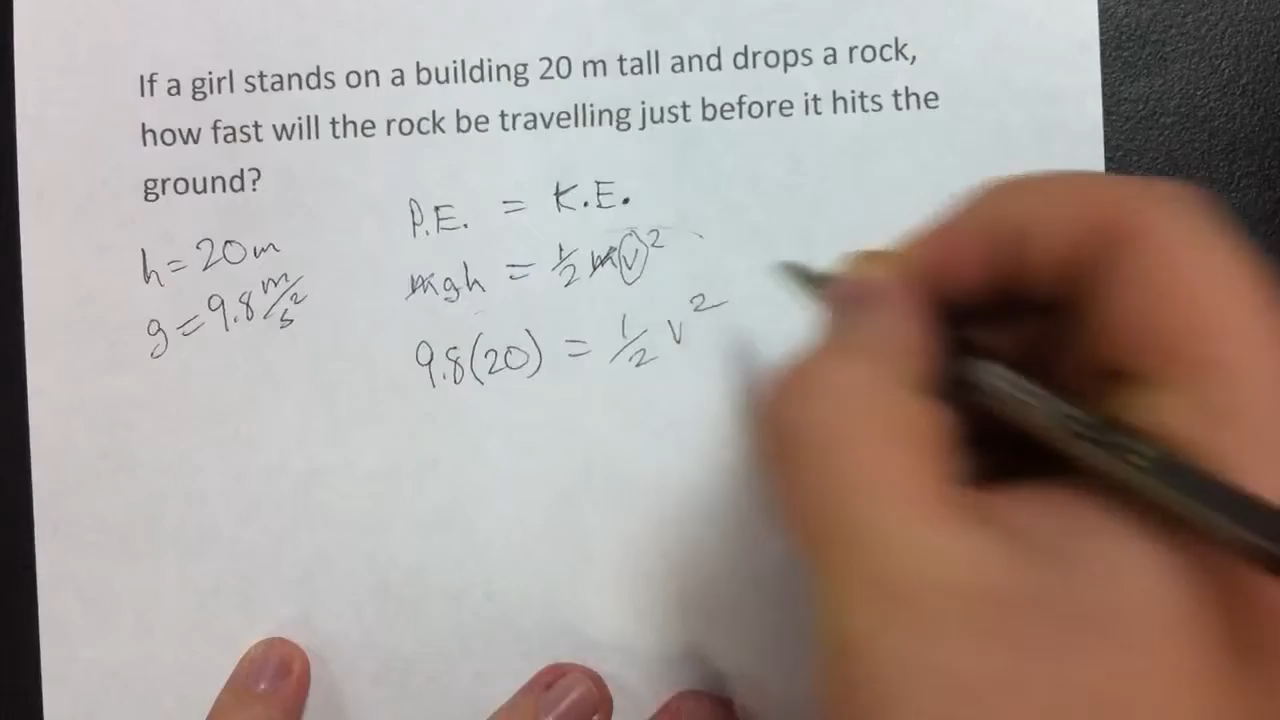 If a girl stands on a building 20 m tall and drops a rock,
how fast will the rock be travelling just before it hits the
ground?
P.E. = K.E.
h = 20m
mgh = 1/2 mv²
g = 9.8 m/s²
9.8(20) = 1/2 v²